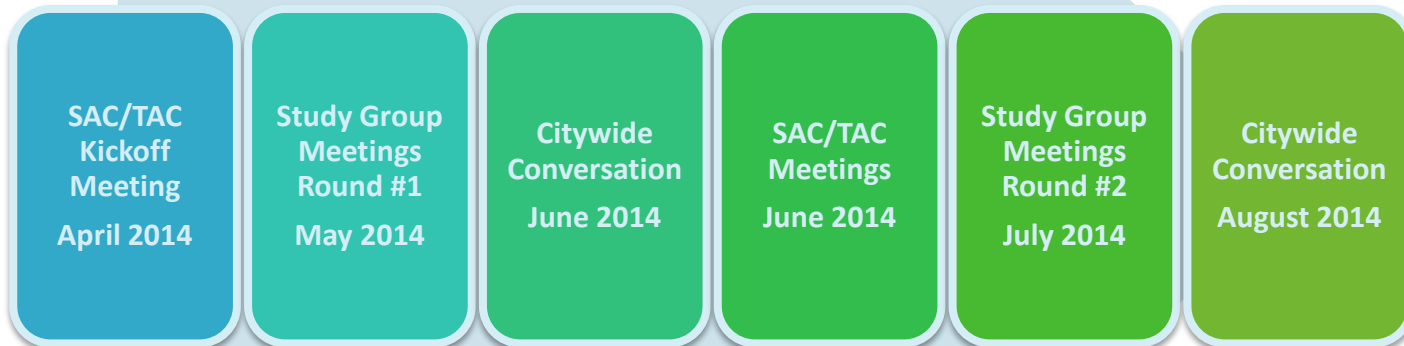 SAC/TAC
Kickoff
Meeting
April 2014
Study Group
Meetings
Round #1
May 2014
Citywide
Conversation
June 2014
SAC/TAC
Meetings
June 2014
Study Group
Meetings
Round #2
July 2014
Citywide
Conversation
August 2014